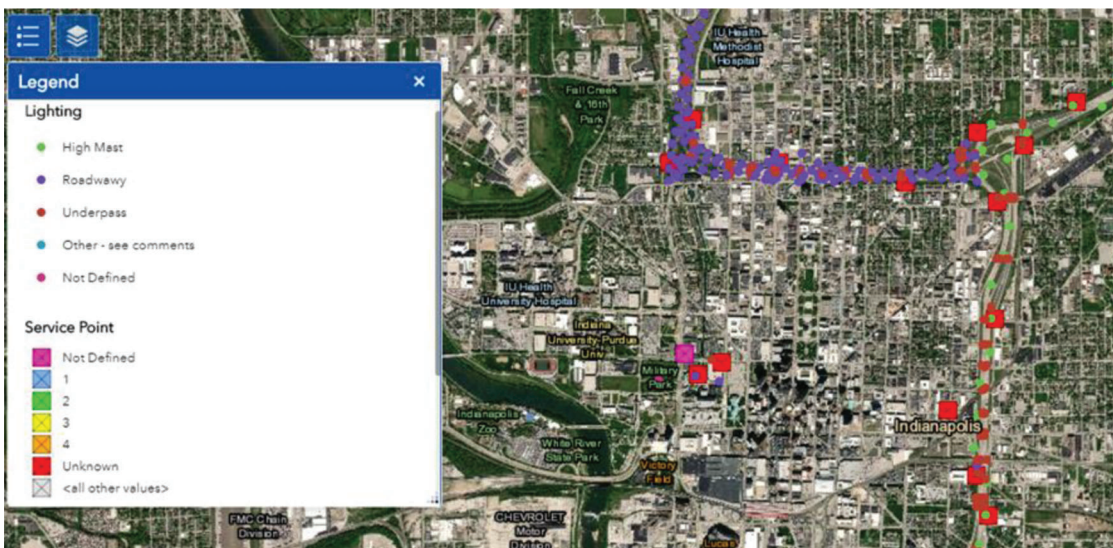 Legend
Lighting
High Mast
Roadwawy
Underpass
Other - see comments
Not Defined
Service Point
Not Defined
1
2
3
4
Unknown
<all other values>
IU Health
Methodist
Hospital
Fall Creek
& 16th
Park
IU Health
University Hospital
Indiana
University-Purdue
Univ
Military
Park
Indianapolis
Zoo
White River
State Park
Victory
Field
Indianapolis
FMC Chain
Division
CHEVROLET
Motor
Division
Lucas